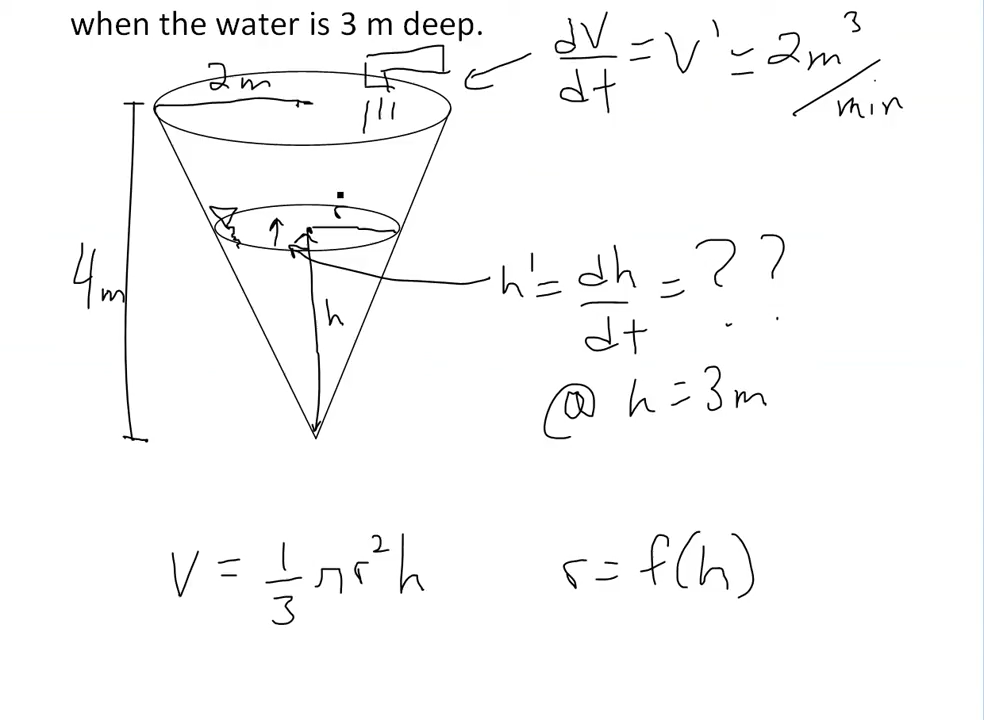 when the water is 3 m deep.
dV/dt = V' = 2m³/min
2m
4m
h
h' = dh/dt = ??
@ h = 3m
V = 1/3 πr²h
r = f(h)